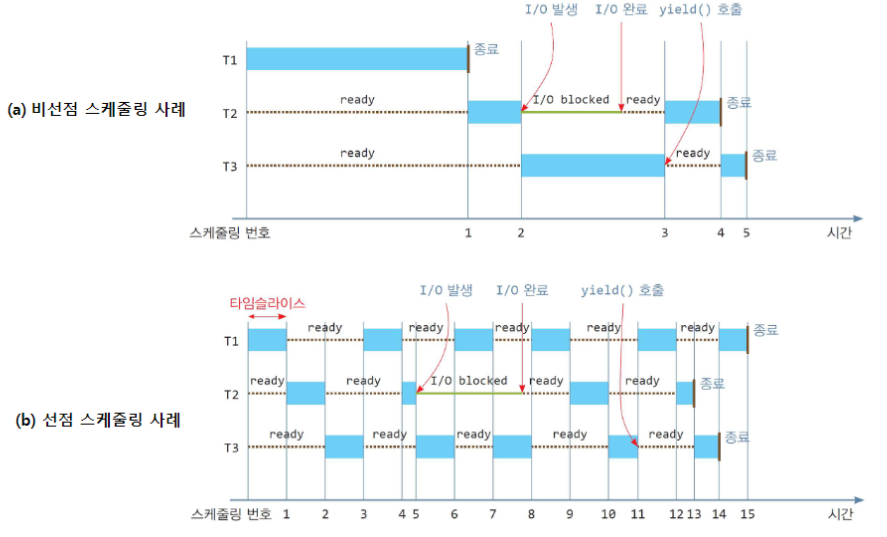 I/O 발생 I/O 완료 yield() 호출
종료
T1
ready I/O blocked ready 종료
(a) 비선점 스케줄링 사례
T2
ready ready 종료
T3
스케줄링 번호 1 2 3 4 5 시간
I/O 발생 I/O 완료 yield() 호출
타임슬라이스
ready ready ready ready ready 종료
T1
ready ready I/O blocked ready ready 종료
T2
(b) 선점 스케줄링 사례
ready ready ready ready ready 종료
T3
스케줄링 번호 1 2 3 4 5 6 7 8 9 10 11 12 13 14 15 시간